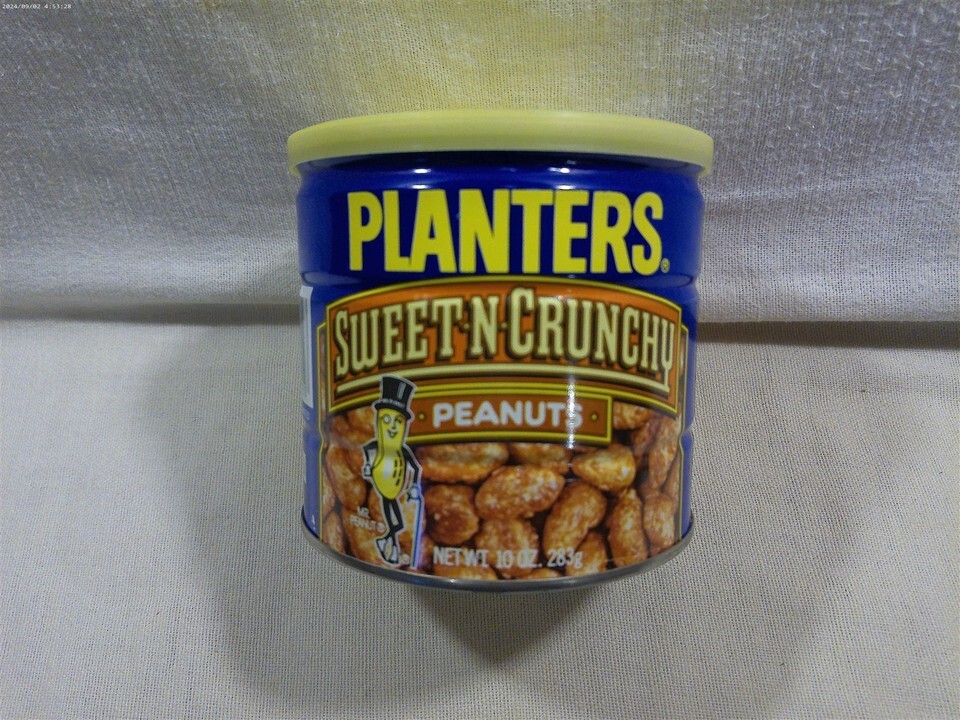 2024/09/02 4:53:28
PLANTERS®
SWEET·N·CRUNCHY
· PEANUTS ·
MR.
PEANUT®
NET WT. 10 OZ. 283g